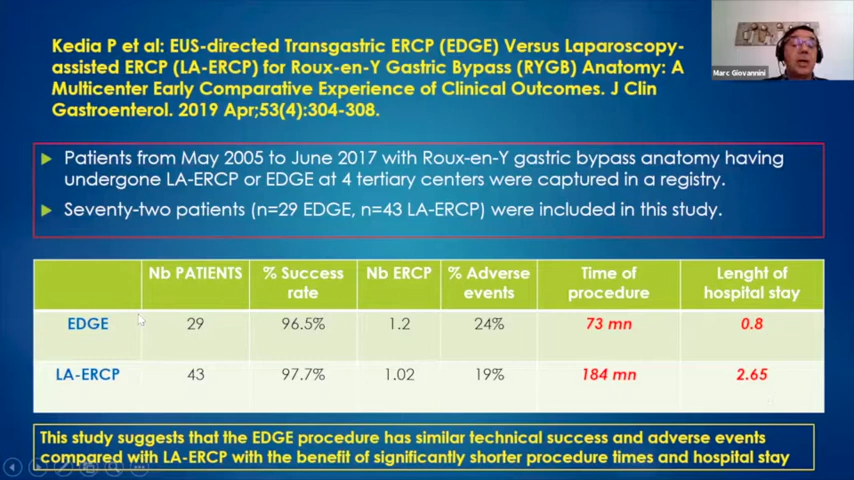 Kedia P et al: EUS-directed Transgastric ERCP (EDGE) Versus Laparoscopy-
assisted ERCP (LA-ERCP) for Roux-en-Y Gastric Bypass (RYGB) Anatomy: A
Multicenter Early Comparative Experience of Clinical Outcomes. J Clin
Gastroenterol. 2019 Apr;53(4):304-308.
Marc Giovannini
Patients from May 2005 to June 2017 with Roux-en-Y gastric bypass anatomy having
undergone LA-ERCP or EDGE at 4 tertiary centers were captured in a registry.
Seventy-two patients (n=29 EDGE, n=43 LA-ERCP) were included in this study.
Nb PATIENTS % Success rate Nb ERCP % Adverse events Time of procedure Lenght of hospital stay
EDGE 29 96.5% 1.2 24% 73 mn 0.8
LA-ERCP 43 97.7% 1.02 19% 184 mn 2.65
This study suggests that the EDGE procedure has similar technical success and adverse events
compared with LA-ERCP with the benefit of significantly shorter procedure times and hospital stay